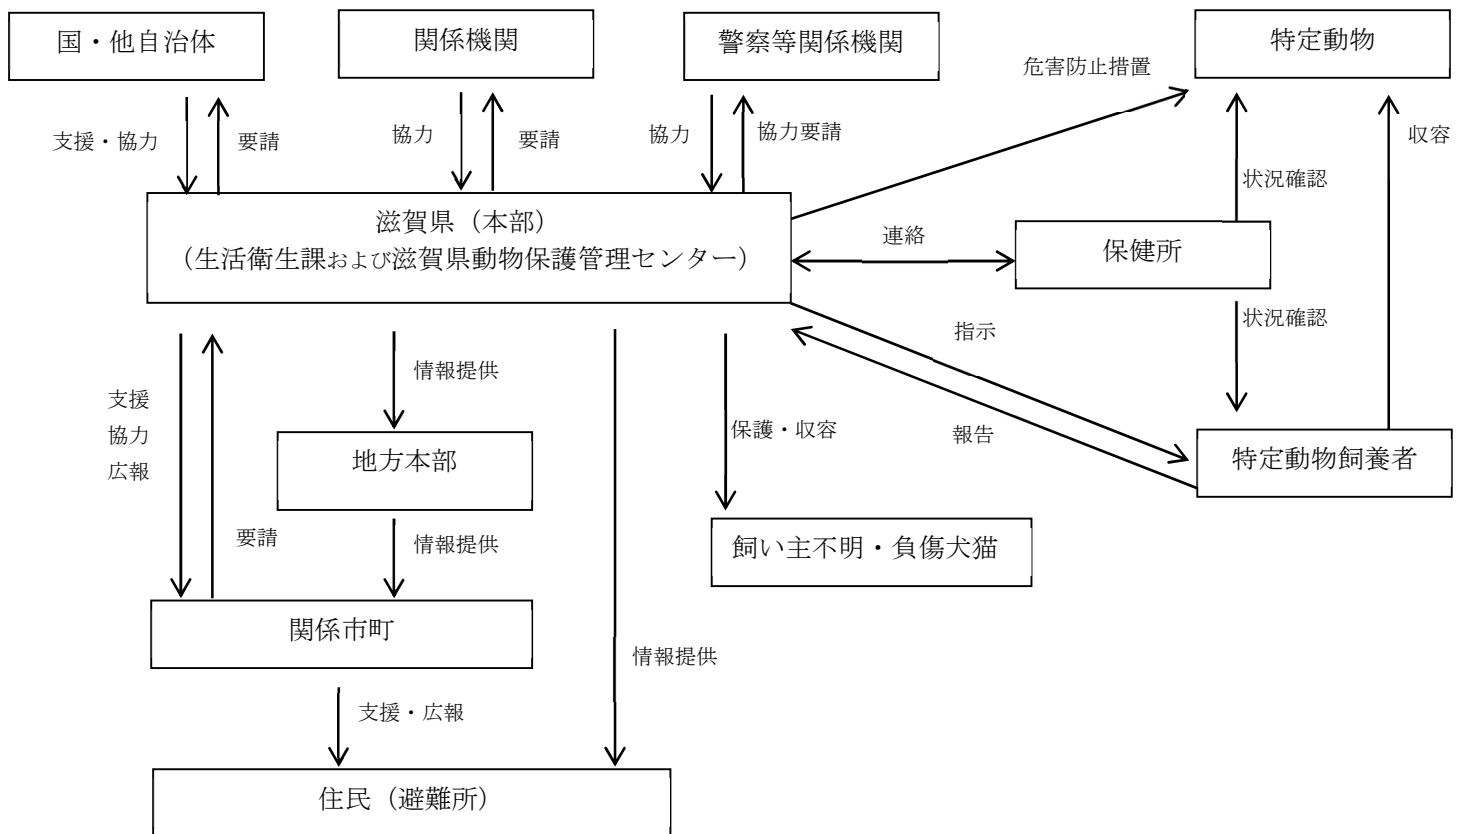 国・他自治体
関係機関
警察等関係機関
特定動物
危害防止措置
支援・協力
要請
協力
要請
協力
協力要請
収容
状況確認
滋賀県（本部）
（生活衛生課および滋賀県動物保護管理センター）
連絡
保健所
状況確認
指示
報告
情報提供
支援
協力
広報
保護・収容
地方本部
特定動物飼養者
要請
情報提供
飼い主不明・負傷犬猫
関係市町
情報提供
支援・広報
住民（避難所）